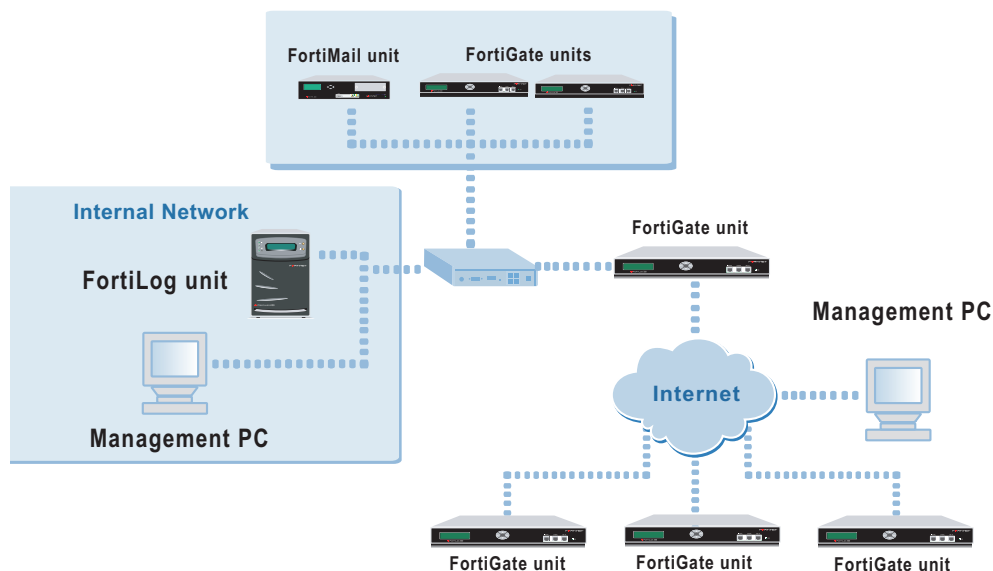 FortiMail unit
FortiGate units
Internal Network
FortiLog unit
Management PC
FortiGate unit
Management PC
Internet
FortiGate unit
FortiGate unit
FortiGate unit